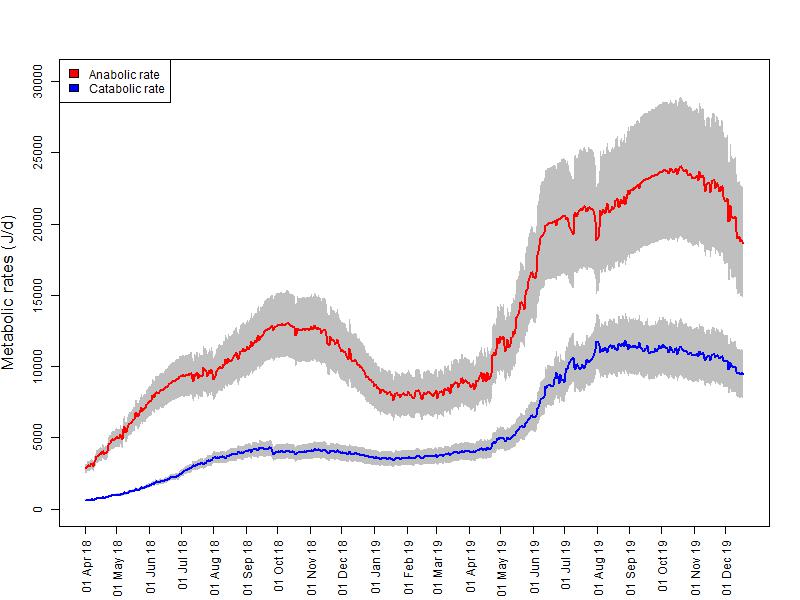 Anabolic rate
Catabolic rate
Metabolic rates (J/d)
30000
25000
20000
15000
10000
5000
0
01 Apr 18
01 May 18
01 Jun 18
01 Jul 18
01 Aug 18
01 Sep 18
01 Oct 18
01 Nov 18
01 Dec 18
01 Jan 19
01 Feb 19
01 Mar 19
01 Apr 19
01 May 19
01 Jun 19
01 Jul 19
01 Aug 19
01 Sep 19
01 Oct 19
01 Nov 19
01 Dec 19